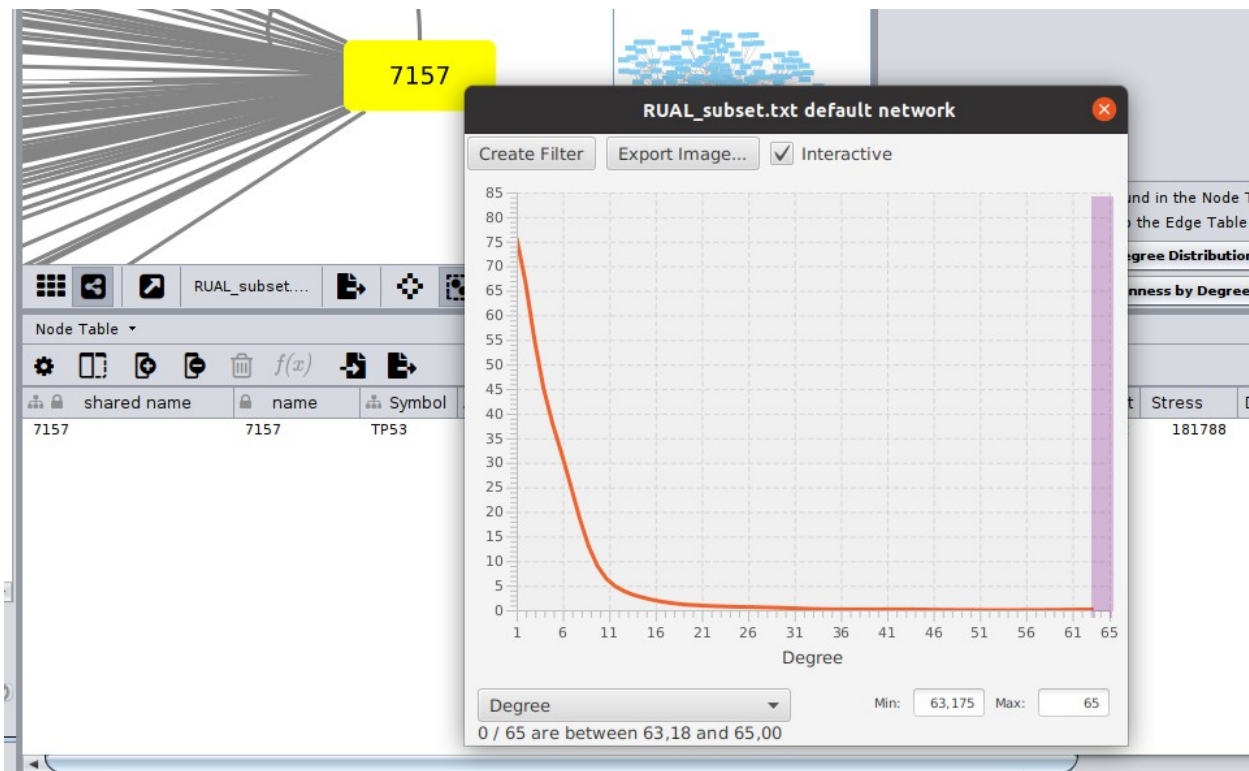 7157
RUAL_subset.txt default network
Create Filter
Export Image...
Interactive
85
80
75
70
65
60
55
50
45
40
35
30
25
20
15
10
5
0
1 6 11 16 21 26 31 36 41 46 51 56 61 65
Degree
Degree
Min: 63,175 Max: 65
0 / 65 are between 63,18 and 65,00
und in the Node T
the Edge Table
egree Distribution
nness by Degree
RUAL_subset....
Node Table
f(x)
shared name name Symbol t Stress D
7157 7157 TP53 181788